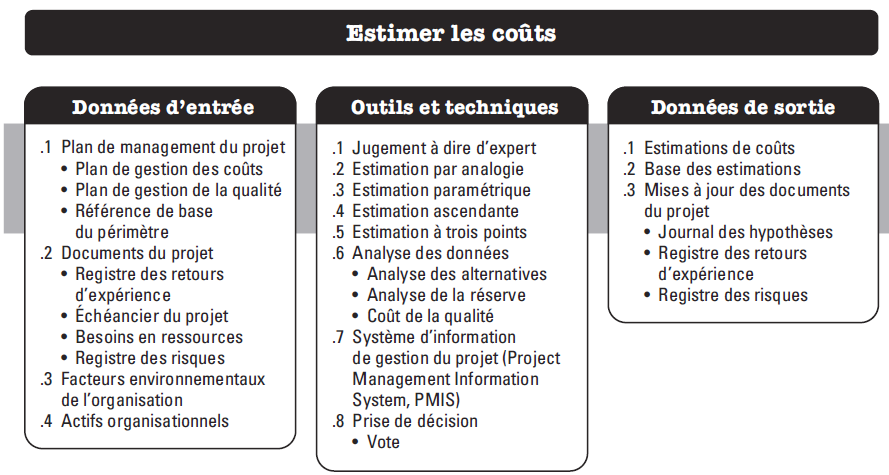 Estimer les coûts
Données d'entrée
.1 Plan de management du projet
• Plan de gestion des coûts
• Plan de gestion de la qualité
• Référence de base
du périmètre
.2 Documents du projet
• Registre des retours
d'expérience
• Échéancier du projet
• Besoins en ressources
• Registre des risques
.3 Facteurs environnementaux
de l'organisation
.4 Actifs organisationnels
Outils et techniques
.1 Jugement à dire d'expert
.2 Estimation par analogie
.3 Estimation paramétrique
.4 Estimation ascendante
.5 Estimation à trois points
.6 Analyse des données
• Analyse des alternatives
• Analyse de la réserve
• Coût de la qualité
.7 Système d'information
de gestion du projet (Project
Management Information
System, PMIS)
.8 Prise de décision
• Vote
Données de sortie
.1 Estimations de coûts
.2 Base des estimations
.3 Mises à jour des documents
du projet
• Journal des hypothèses
• Registre des retours
d'expérience
• Registre des risques